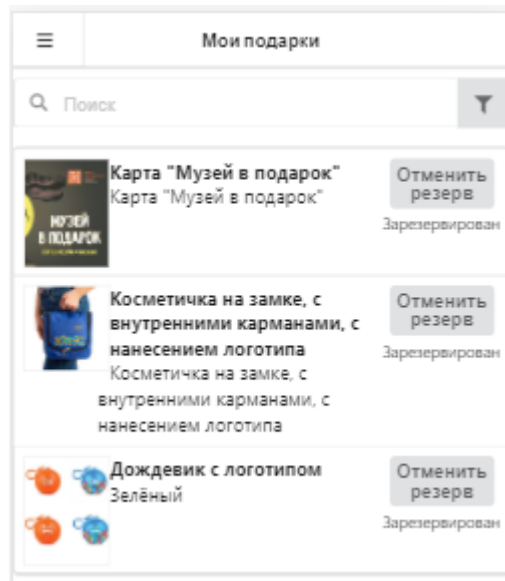 Мои подарки
Поиск
Карта "Музей в подарок"
Карта "Музей в подарок"
МУЗЕЙ
В ПОДАРОК
Отменить
резерв
Зарезервирован
Косметичка на замке, с
внутренними карманами, с
нанесением логотипа
Косметичка на замке, с
внутренними карманами, с
нанесением логотипа
Отменить
резерв
Зарезервирован
Дождевик с логотипом
Зелёный
Отменить
резерв
Зарезервирован